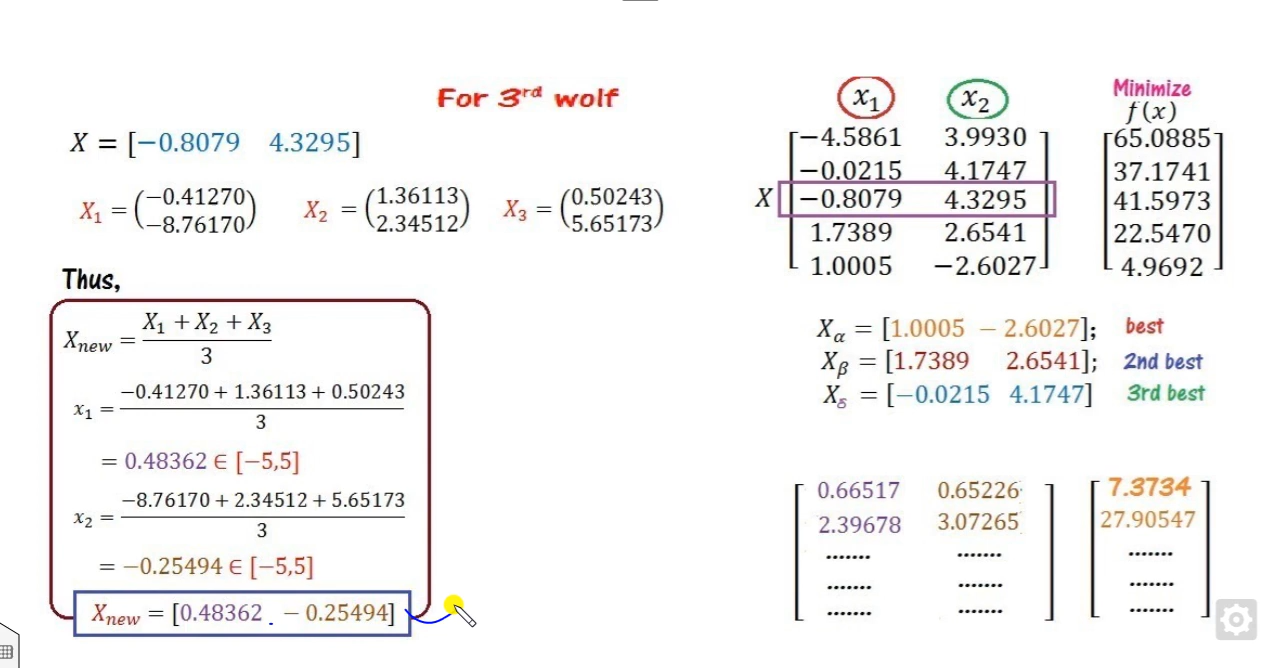 For 3rd wolf
X = [−0.8079 4.3295]
X₁ = (−0.41270 −8.76170) X₂ = (1.36113 2.34512) X₃ = (0.50243 5.65173)
Thus,
Xnew = (X₁ + X₂ + X₃)/3
x₁ = (−0.41270 + 1.36113 + 0.50243)/3
= 0.48362 ∈ [−5,5]
x₂ = (−8.76170 + 2.34512 + 5.65173)/3
= −0.25494 ∈ [−5,5]
Xnew = [0.48362 . − 0.25494]
x₁ x₂ Minimize
f(x)
−4.5861 3.9930 65.0885
−0.0215 4.1747 37.1741
X −0.8079 4.3295 41.5973
1.7389 2.6541 22.5470
1.0005 −2.6027 4.9692
Xα = [1.0005 − 2.6027]; best
Xβ = [1.7389 2.6541]; 2nd best
Xδ = [−0.0215 4.1747] 3rd best
0.66517 0.65226 7.3734
2.39678 3.07265 27.90547
....... ....... .......
....... ....... .......
....... ....... .......